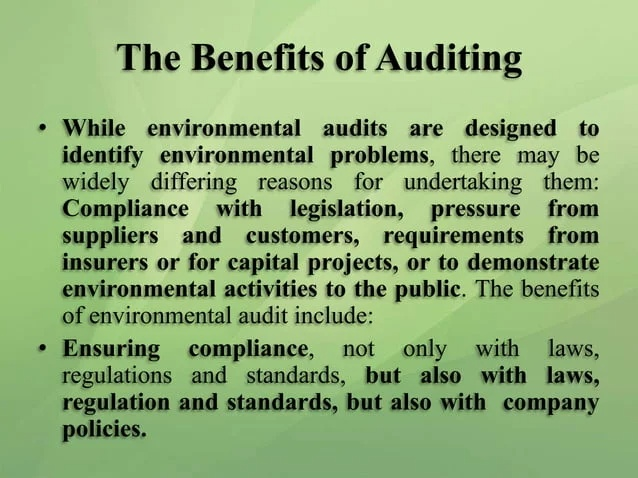 The Benefits of Auditing
• While environmental audits are designed to
identify environmental problems, there may be
widely differing reasons for undertaking them:
Compliance with legislation, pressure from
suppliers and customers, requirements from
insurers or for capital projects, or to demonstrate
environmental activities to the public. The benefits
of environmental audit include:
• Ensuring compliance, not only with laws,
regulations and standards, but also with laws,
regulation and standards, but also with company
policies.